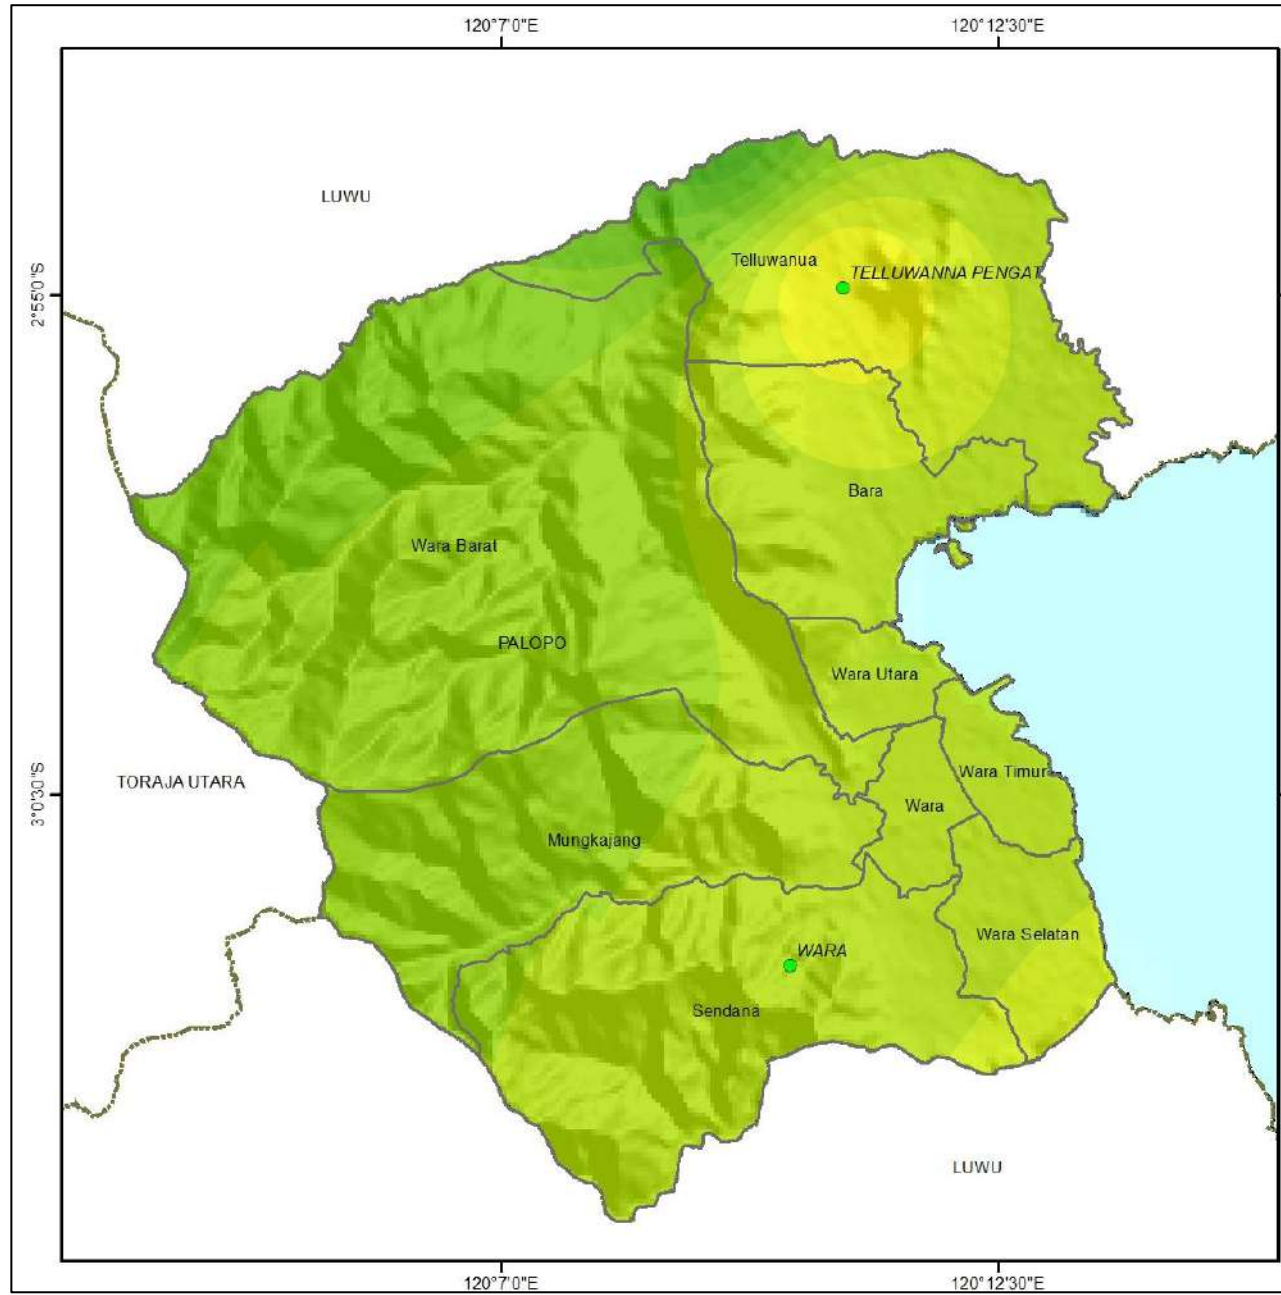 120°7'0"E
120°12'30"E
LUWU
Telluwanua
TELLUWANNA PENGAT
2°55'0"S
Bara
Wara Barat
PALOPO
Wara Utara
TORAJA UTARA
Wara Timur
3°0'30"S
Wara
Mungkajang
Wara Selatan
WARA
Sendana
LUWU
120°7'0"E
120°12'30"E